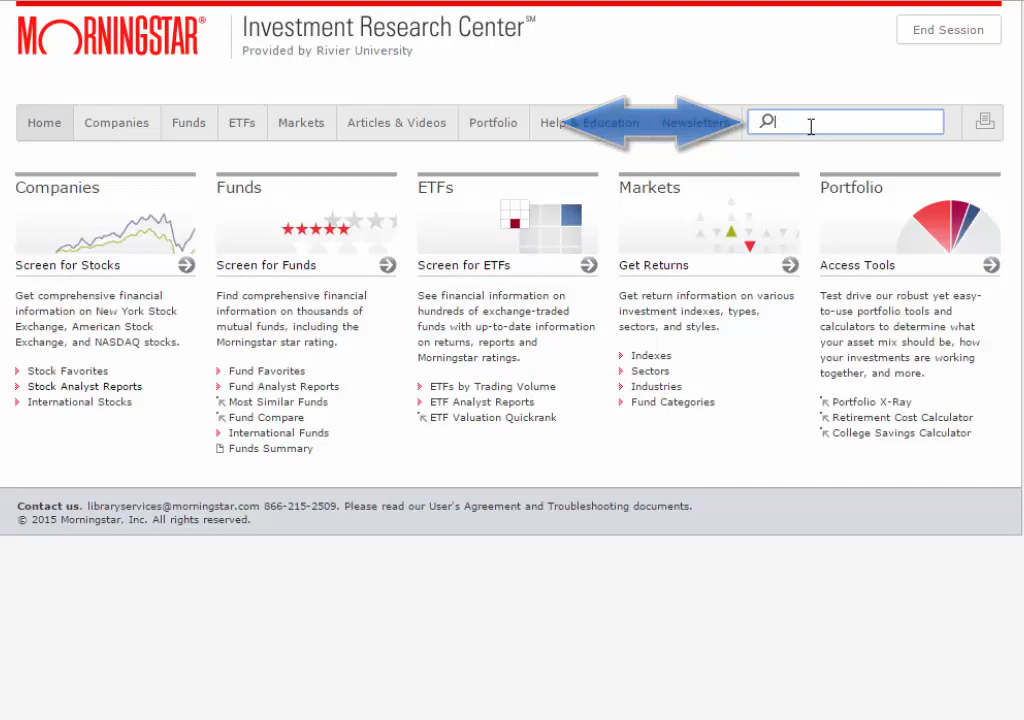 MORNINGSTAR®
Investment Research Center℠
Provided by Rivier University
End Session
Home Companies Funds ETFs Markets Articles & Videos Portfolio Help & Education Newsletters
Companies
Screen for Stocks
Get comprehensive financial
information on New York Stock
Exchange, American Stock
Exchange, and NASDAQ stocks.
Stock Favorites
Stock Analyst Reports
International Stocks
Funds
Screen for Funds
Find comprehensive financial
information on thousands of
mutual funds, including the
Morningstar star rating.
Fund Favorites
Fund Analyst Reports
Most Similar Funds
Fund Compare
International Funds
Funds Summary
ETFs
Screen for ETFs
See financial information on
hundreds of exchange-traded
funds with up-to-date information
on returns, reports and
Morningstar ratings.
ETFs by Trading Volume
ETF Analyst Reports
ETF Valuation Quickrank
Markets
Get Returns
Get return information on various
investment indexes, types,
sectors, and styles.
Indexes
Sectors
Industries
Fund Categories
Portfolio
Access Tools
Test drive our robust yet easy-
to-use portfolio tools and
calculators to determine what
your asset mix should be, how
your investments are working
together, and more.
Portfolio X-Ray
Retirement Cost Calculator
College Savings Calculator
Contact us. libraryservices@morningstar.com 866-215-2509. Please read our User's Agreement and Troubleshooting documents.
© 2015 Morningstar, Inc. All rights reserved.